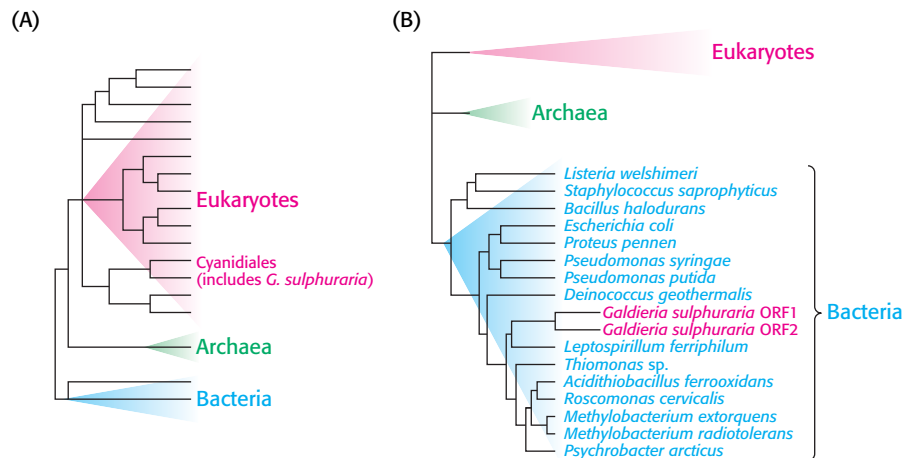 (A)
Eukaryotes
Cyanidiales
(includes G. sulphuraria)
Archaea
Bacteria
(B)
Eukaryotes
Archaea
Listeria welshimeri
Staphylococcus saprophyticus
Bacillus halodurans
Escherichia coli
Proteus pennen
Pseudomonas syringae
Pseudomonas putida
Deinococcus geothermalis
Galdieria sulphuraria ORF1
Galdieria sulphuraria ORF2
Leptospirillum ferriphilum
Thiomonas sp.
Acidithiobacillus ferrooxidans
Roscomonas cervicalis
Methylobacterium extorquens
Methylobacterium radiotolerans
Psychrobacter arcticus
Bacteria